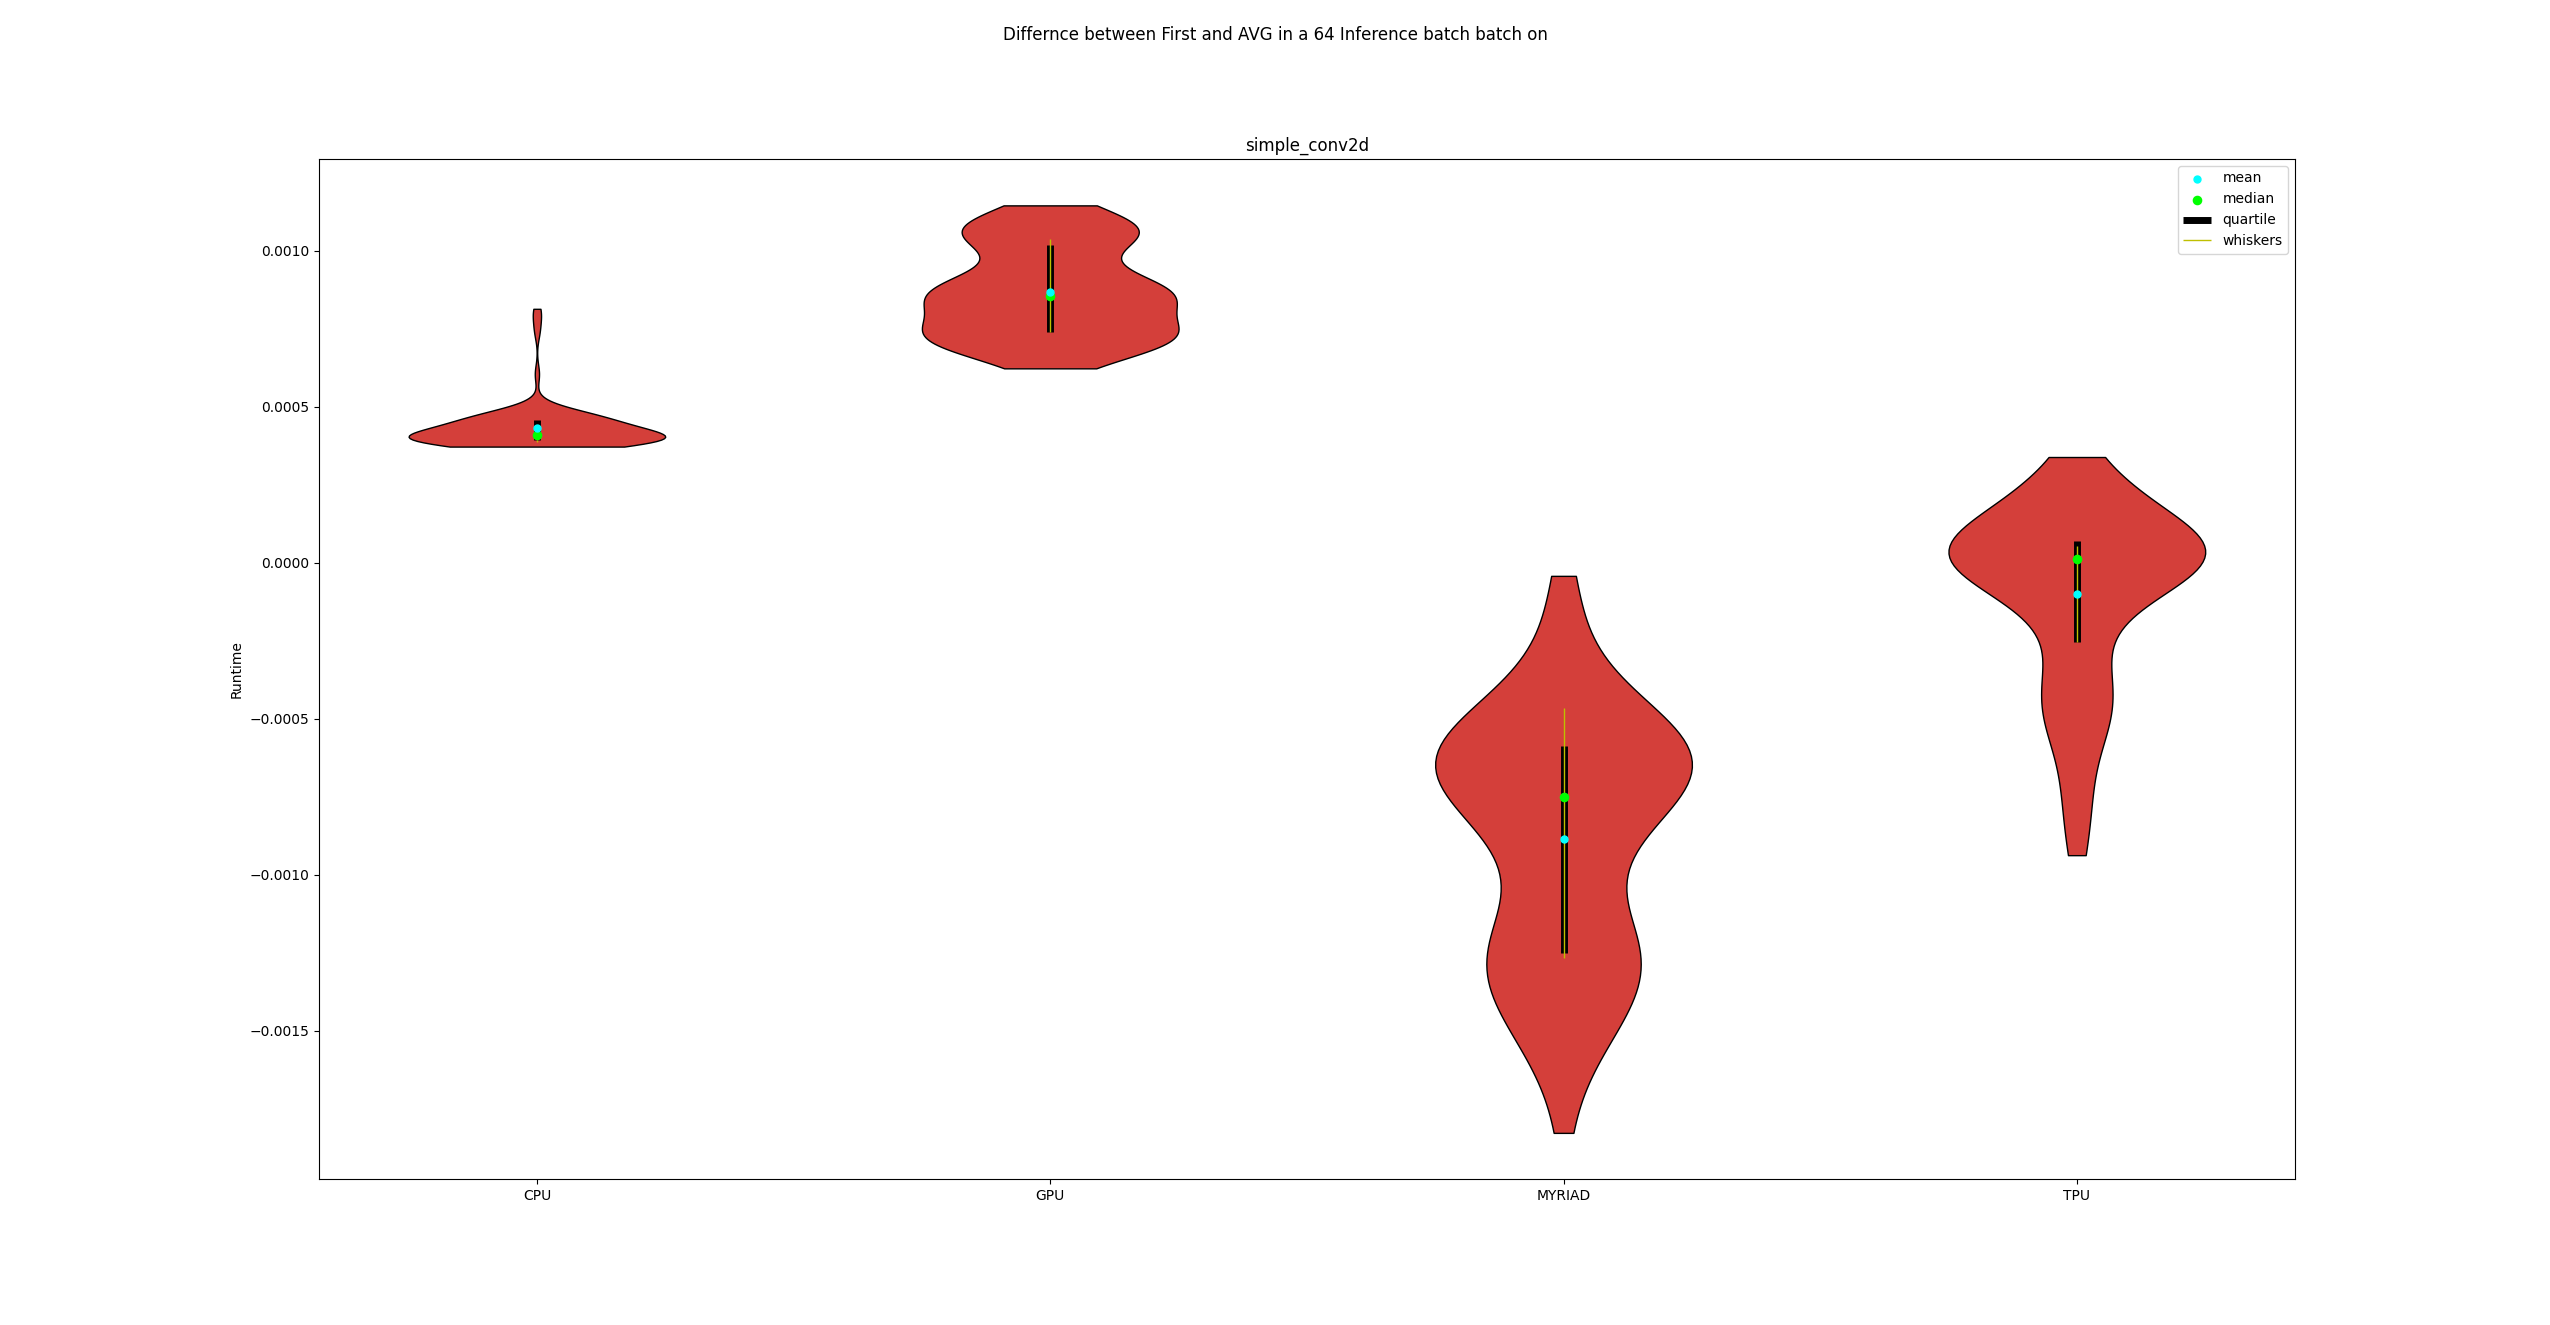 Differnce between First and AVG in a 64 Inference batch batch on
simple_conv2d
mean
median
quartile
whiskers
0.0010
0.0005
0.0000
−0.0005
−0.0010
−0.0015
Runtime
CPU
GPU
MYRIAD
TPU